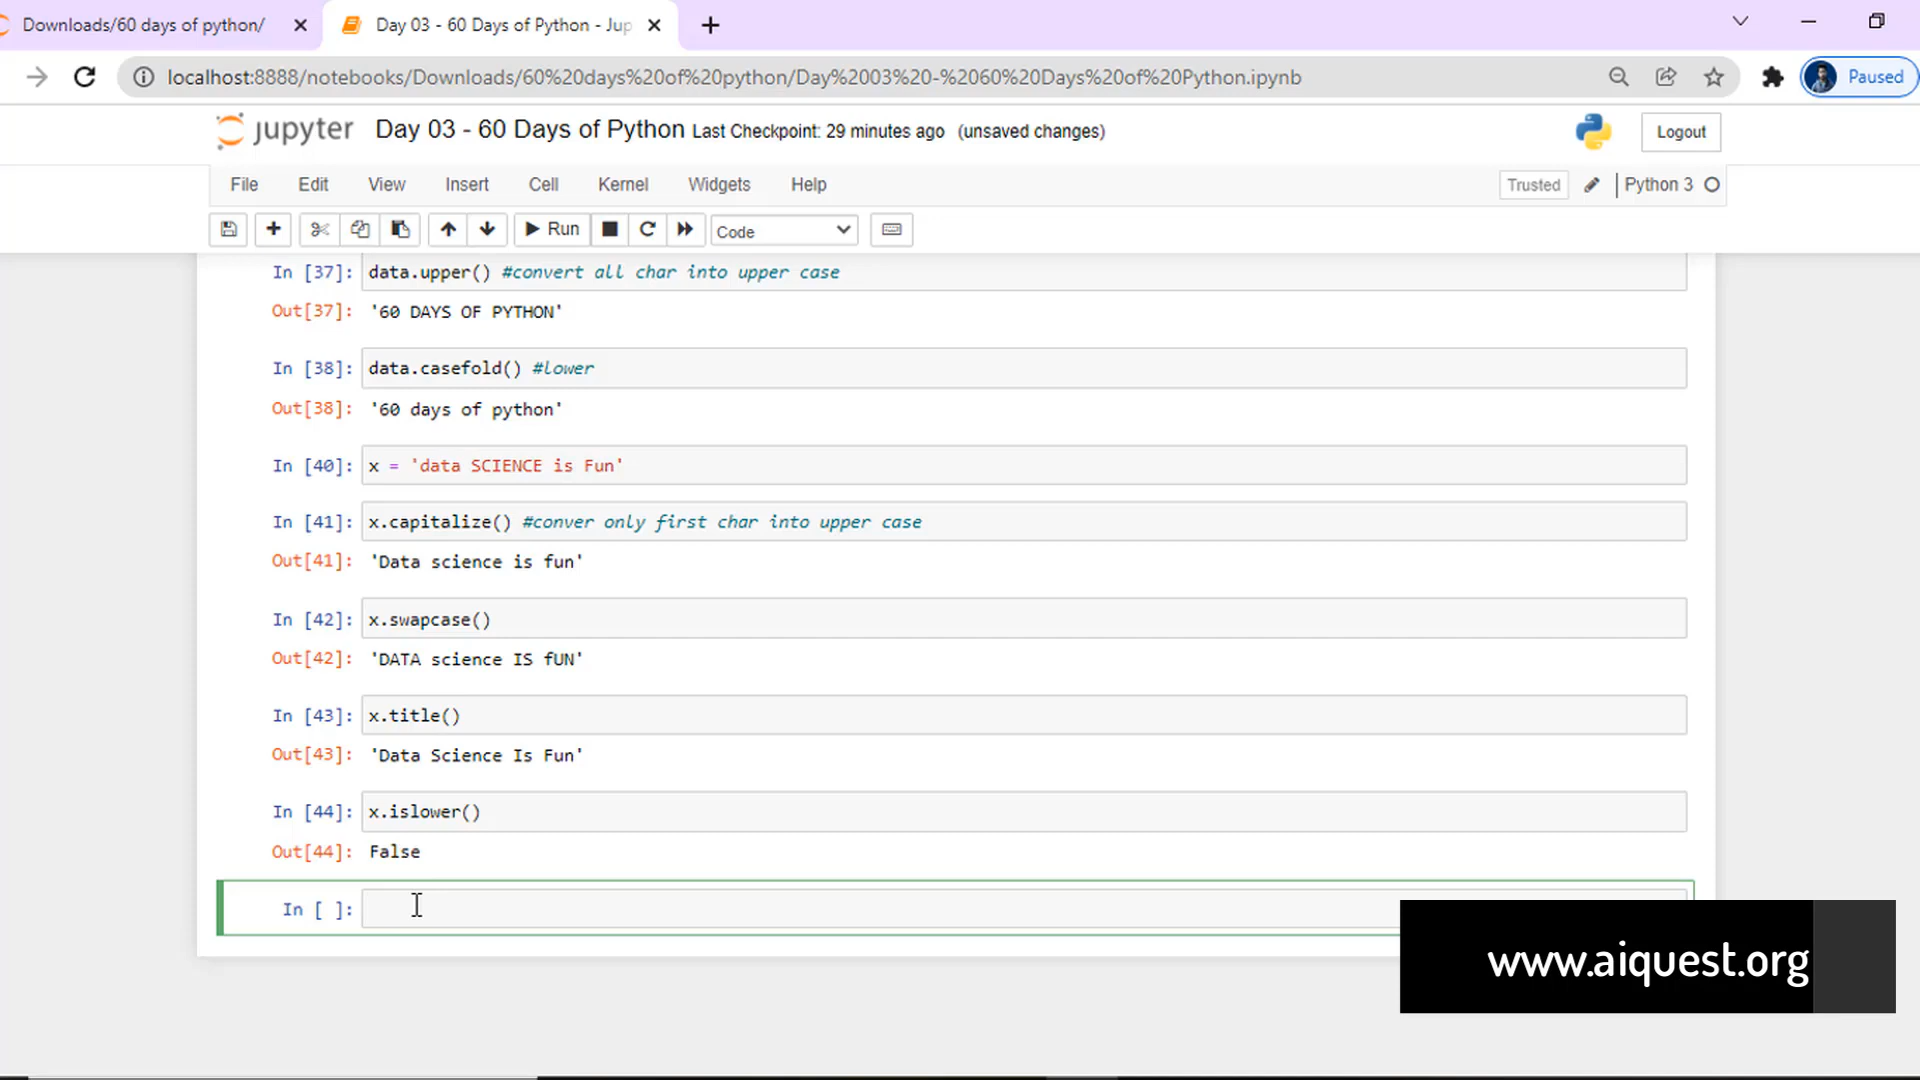 Downloads/60 days of python/
Day 03 - 60 Days of Python - Jup
localhost:8888/notebooks/Downloads/60%20days%20of%20python/Day%2003%20-%2060%20Days%20of%20Python.ipynb
Paused
jupyter Day 03 - 60 Days of Python Last Checkpoint: 29 minutes ago (unsaved changes)
Logout
File Edit View Insert Cell Kernel Widgets Help
Trusted Python 3
Run Code
In [37]: data.upper() #convert all char into upper case
Out[37]: '60 DAYS OF PYTHON'
In [38]: data.casefold() #lower
Out[38]: '60 days of python'
In [40]: x = 'data SCIENCE is Fun'
In [41]: x.capitalize() #conver only first char into upper case
Out[41]: 'Data science is fun'
In [42]: x.swapcase()
Out[42]: 'DATA science IS fUN'
In [43]: x.title()
Out[43]: 'Data Science Is Fun'
In [44]: x.islower()
Out[44]: False
In [ ]:
www.aiquest.org